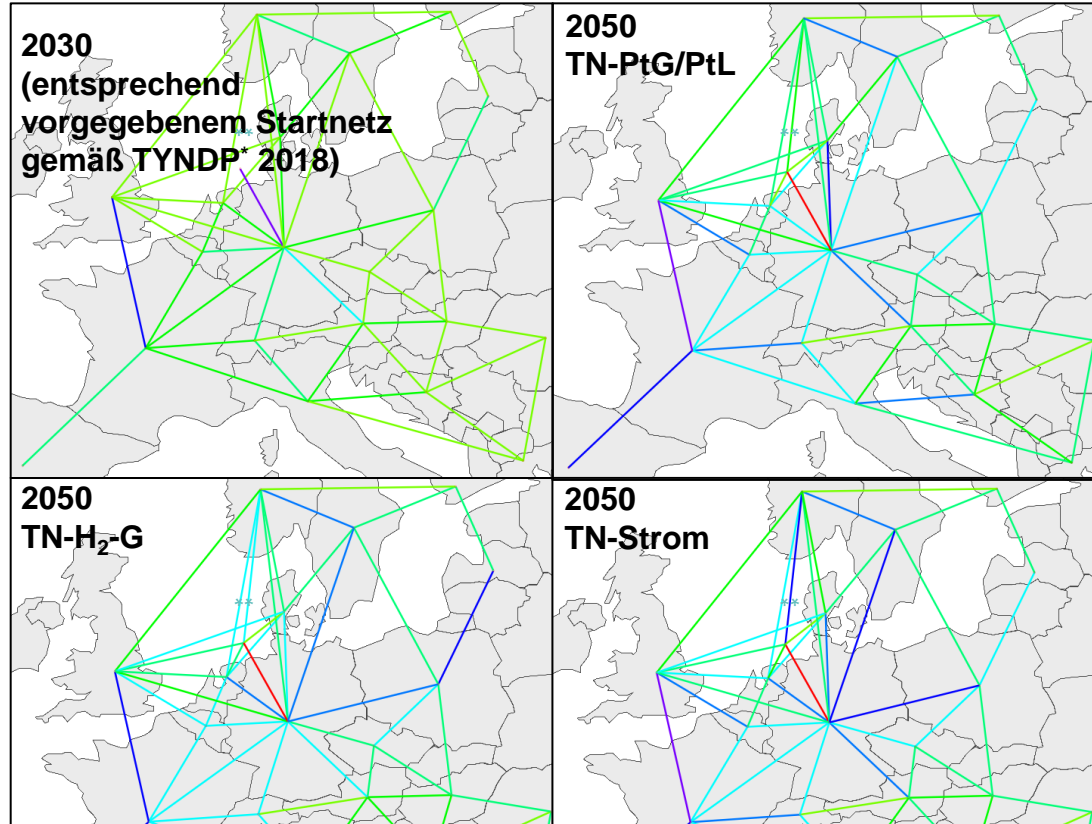 2030
(entsprechend
vorgegebenem Startnetz
**
gemäß TYNDP* 2018)
2050
TN-PtG/PtL
**
2050
TN-H₂-G
**
2050
TN-Strom
**